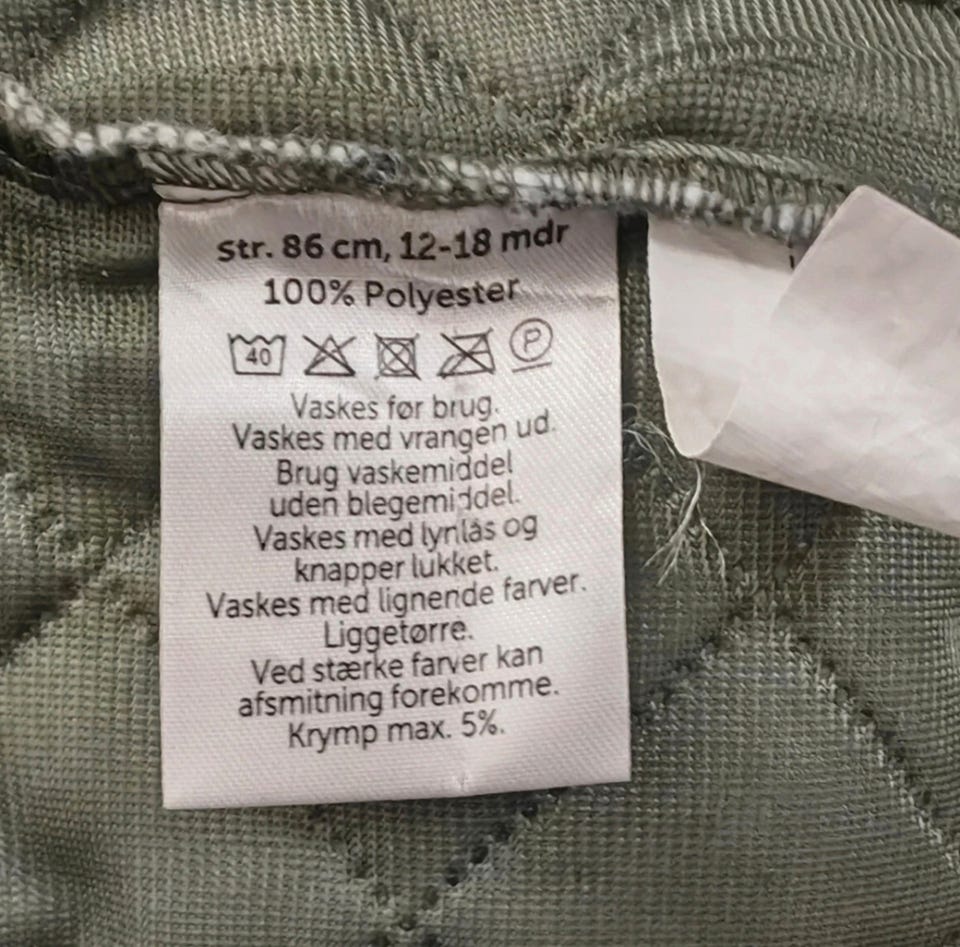 str. 86 cm, 12-18 mdr
100% Polyester
40 P
Vaskes før brug.
Vaskes med vrangen ud.
Brug vaskemiddel
uden blegemiddel.
Vaskes med lynlås og
knapper lukket.
Vaskes med lignende farver.
Liggetørre.
Ved stærke farver kan
afsmitning forekomme.
Krymp max. 5%.